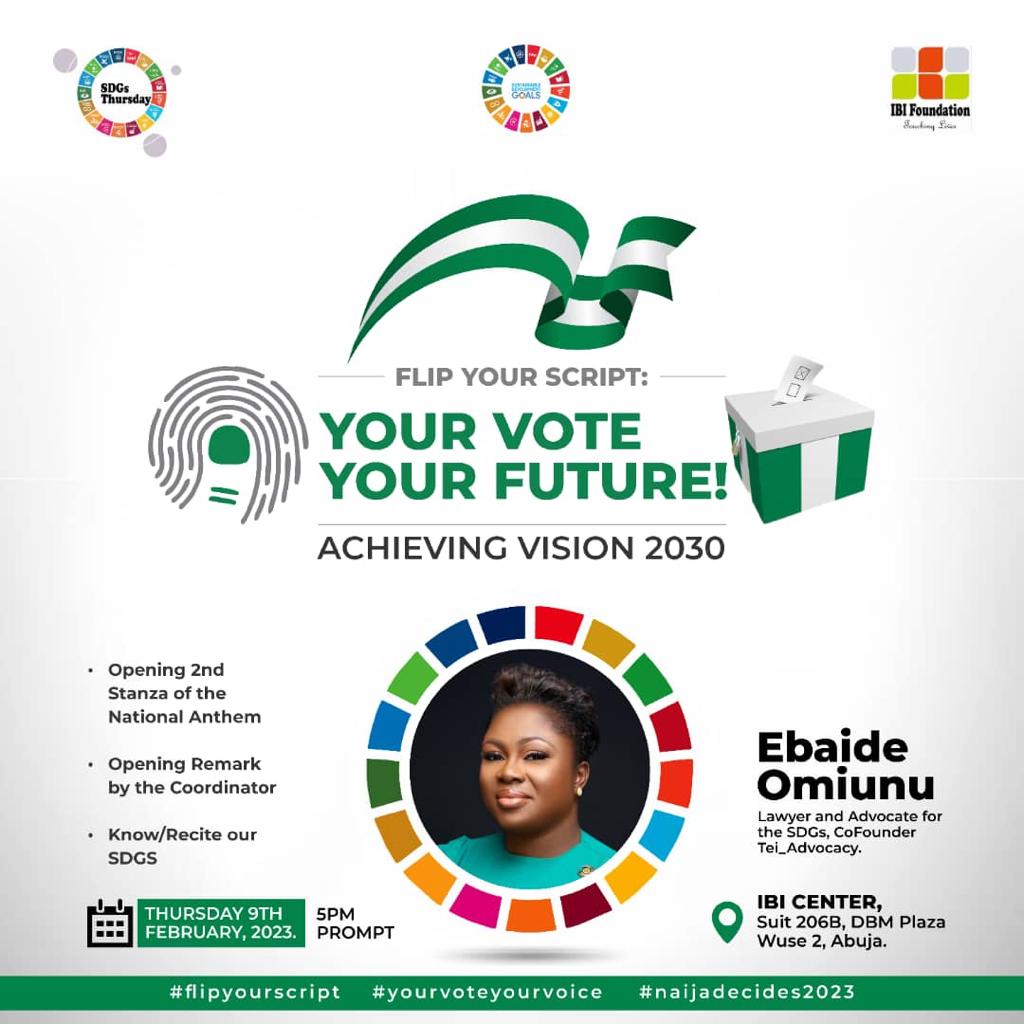 SDGs
Thursday
SUSTAINABLE
DEVELOPMENT
GOALS
IBI Foundation
Touching Lives
FLIP YOUR SCRIPT:
YOUR VOTE
YOUR FUTURE!
ACHIEVING VISION 2030
• Opening 2nd
Stanza of the
National Anthem
• Opening Remark
by the Coordinator
• Know/Recite our
SDGS
THURSDAY 9TH
FEBRUARY, 2023.
5PM
PROMPT
Ebaide
Omiunu
Lawyer and Advocate for
the SDGs, CoFounder
Tei_Advocacy.
IBI CENTER,
Suit 206B, DBM Plaza
Wuse 2, Abuja.
#flipyourscript #yourvoteyourvoice #naijadecides2023